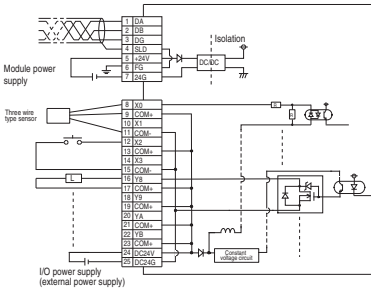 1 DA
2 DB
3 DG
4 SLD
5 +24V
6 FG
7 24G
Isolation
DC/DC
Module power
supply
8 X0
9 COM+
10 X1
11 COM-
12 X2
13 COM+
14 X3
15 COM-
16 Y8
17 COM+
18 Y9
19 COM+
20 YA
21 COM+
22 YB
23 COM+
24 DC24V
25 DC24G
Three wire
type sensor
L
R
R
Constant
voltage circuit
I/O power supply
(external power supply)